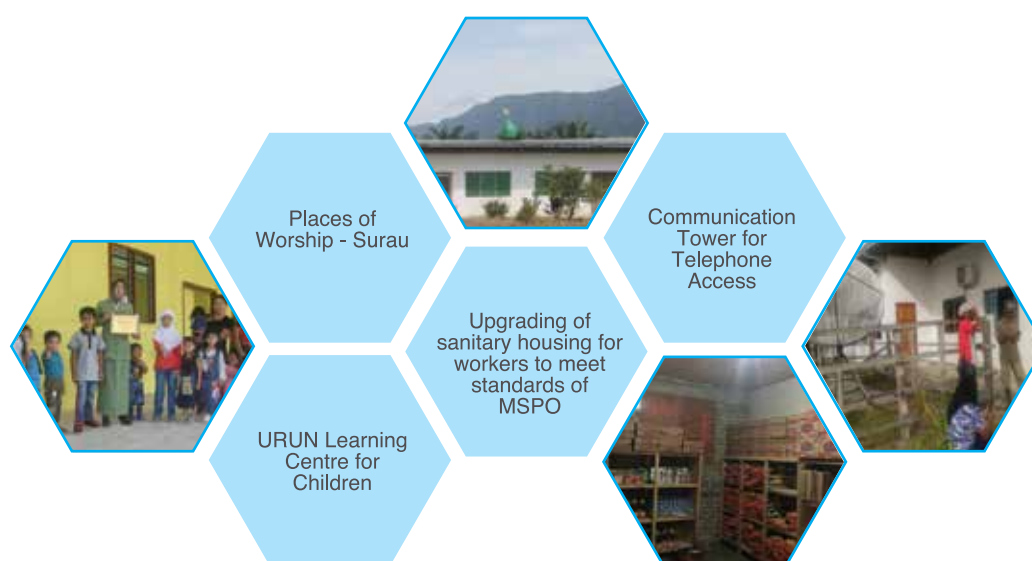 Places of
Worship - Surau
Communication
Tower for
Telephone
Access
Upgrading of
sanitary housing for
workers to meet
standards of
MSPO
URUN Learning
Centre for
Children